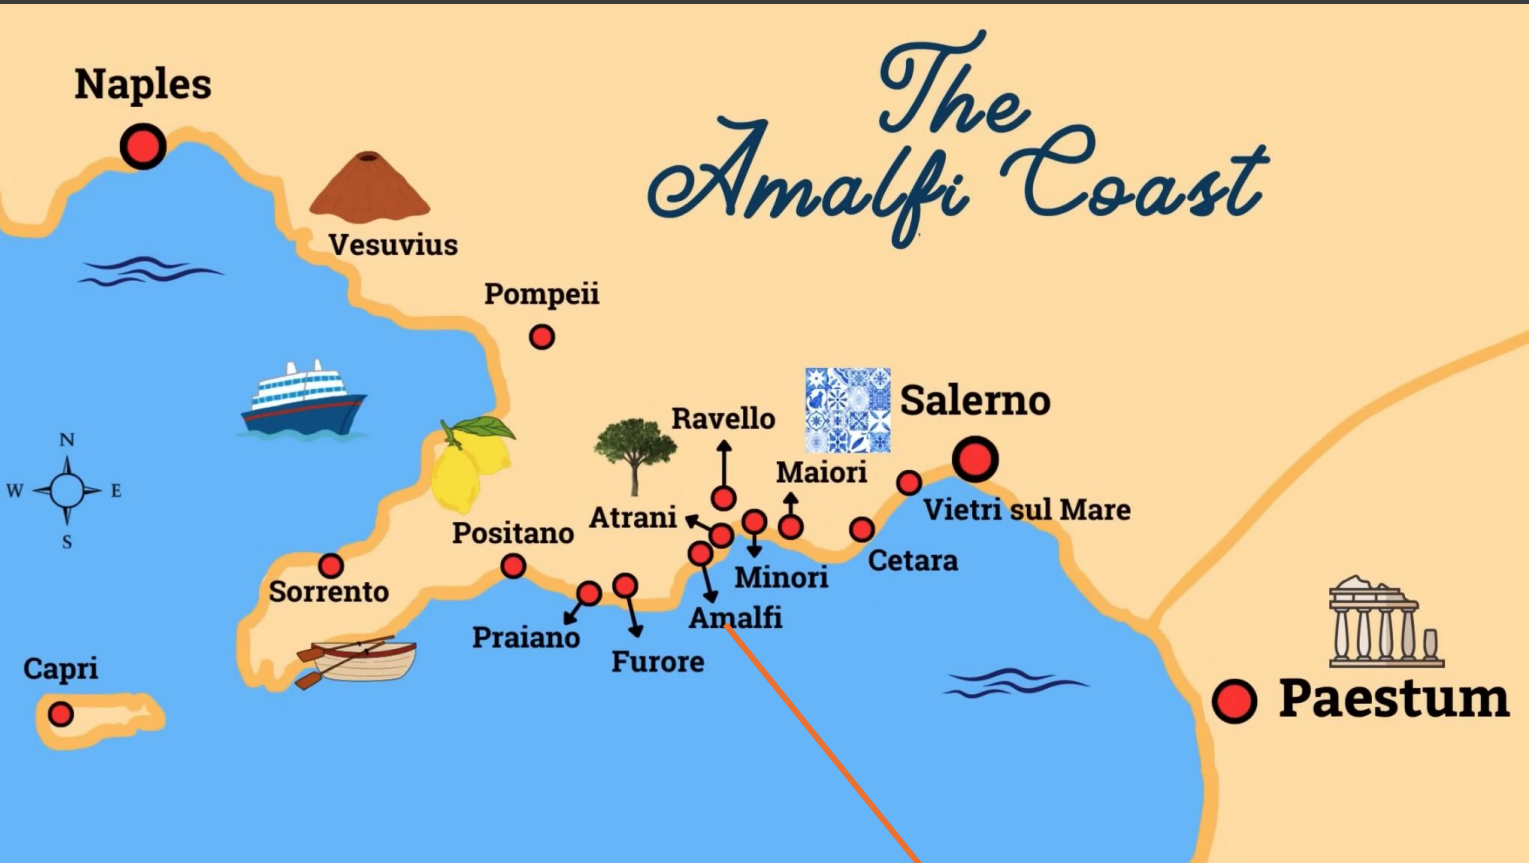 The
Amalfi Coast
Naples
Vesuvius
Pompeii
Ravello
Salerno
Maiori
Atrani
Vietri sul Mare
Positano
Cetara
Sorrento
Minori
Amalfi
Praiano
Furore
Capri
Paestum
N
W E
S